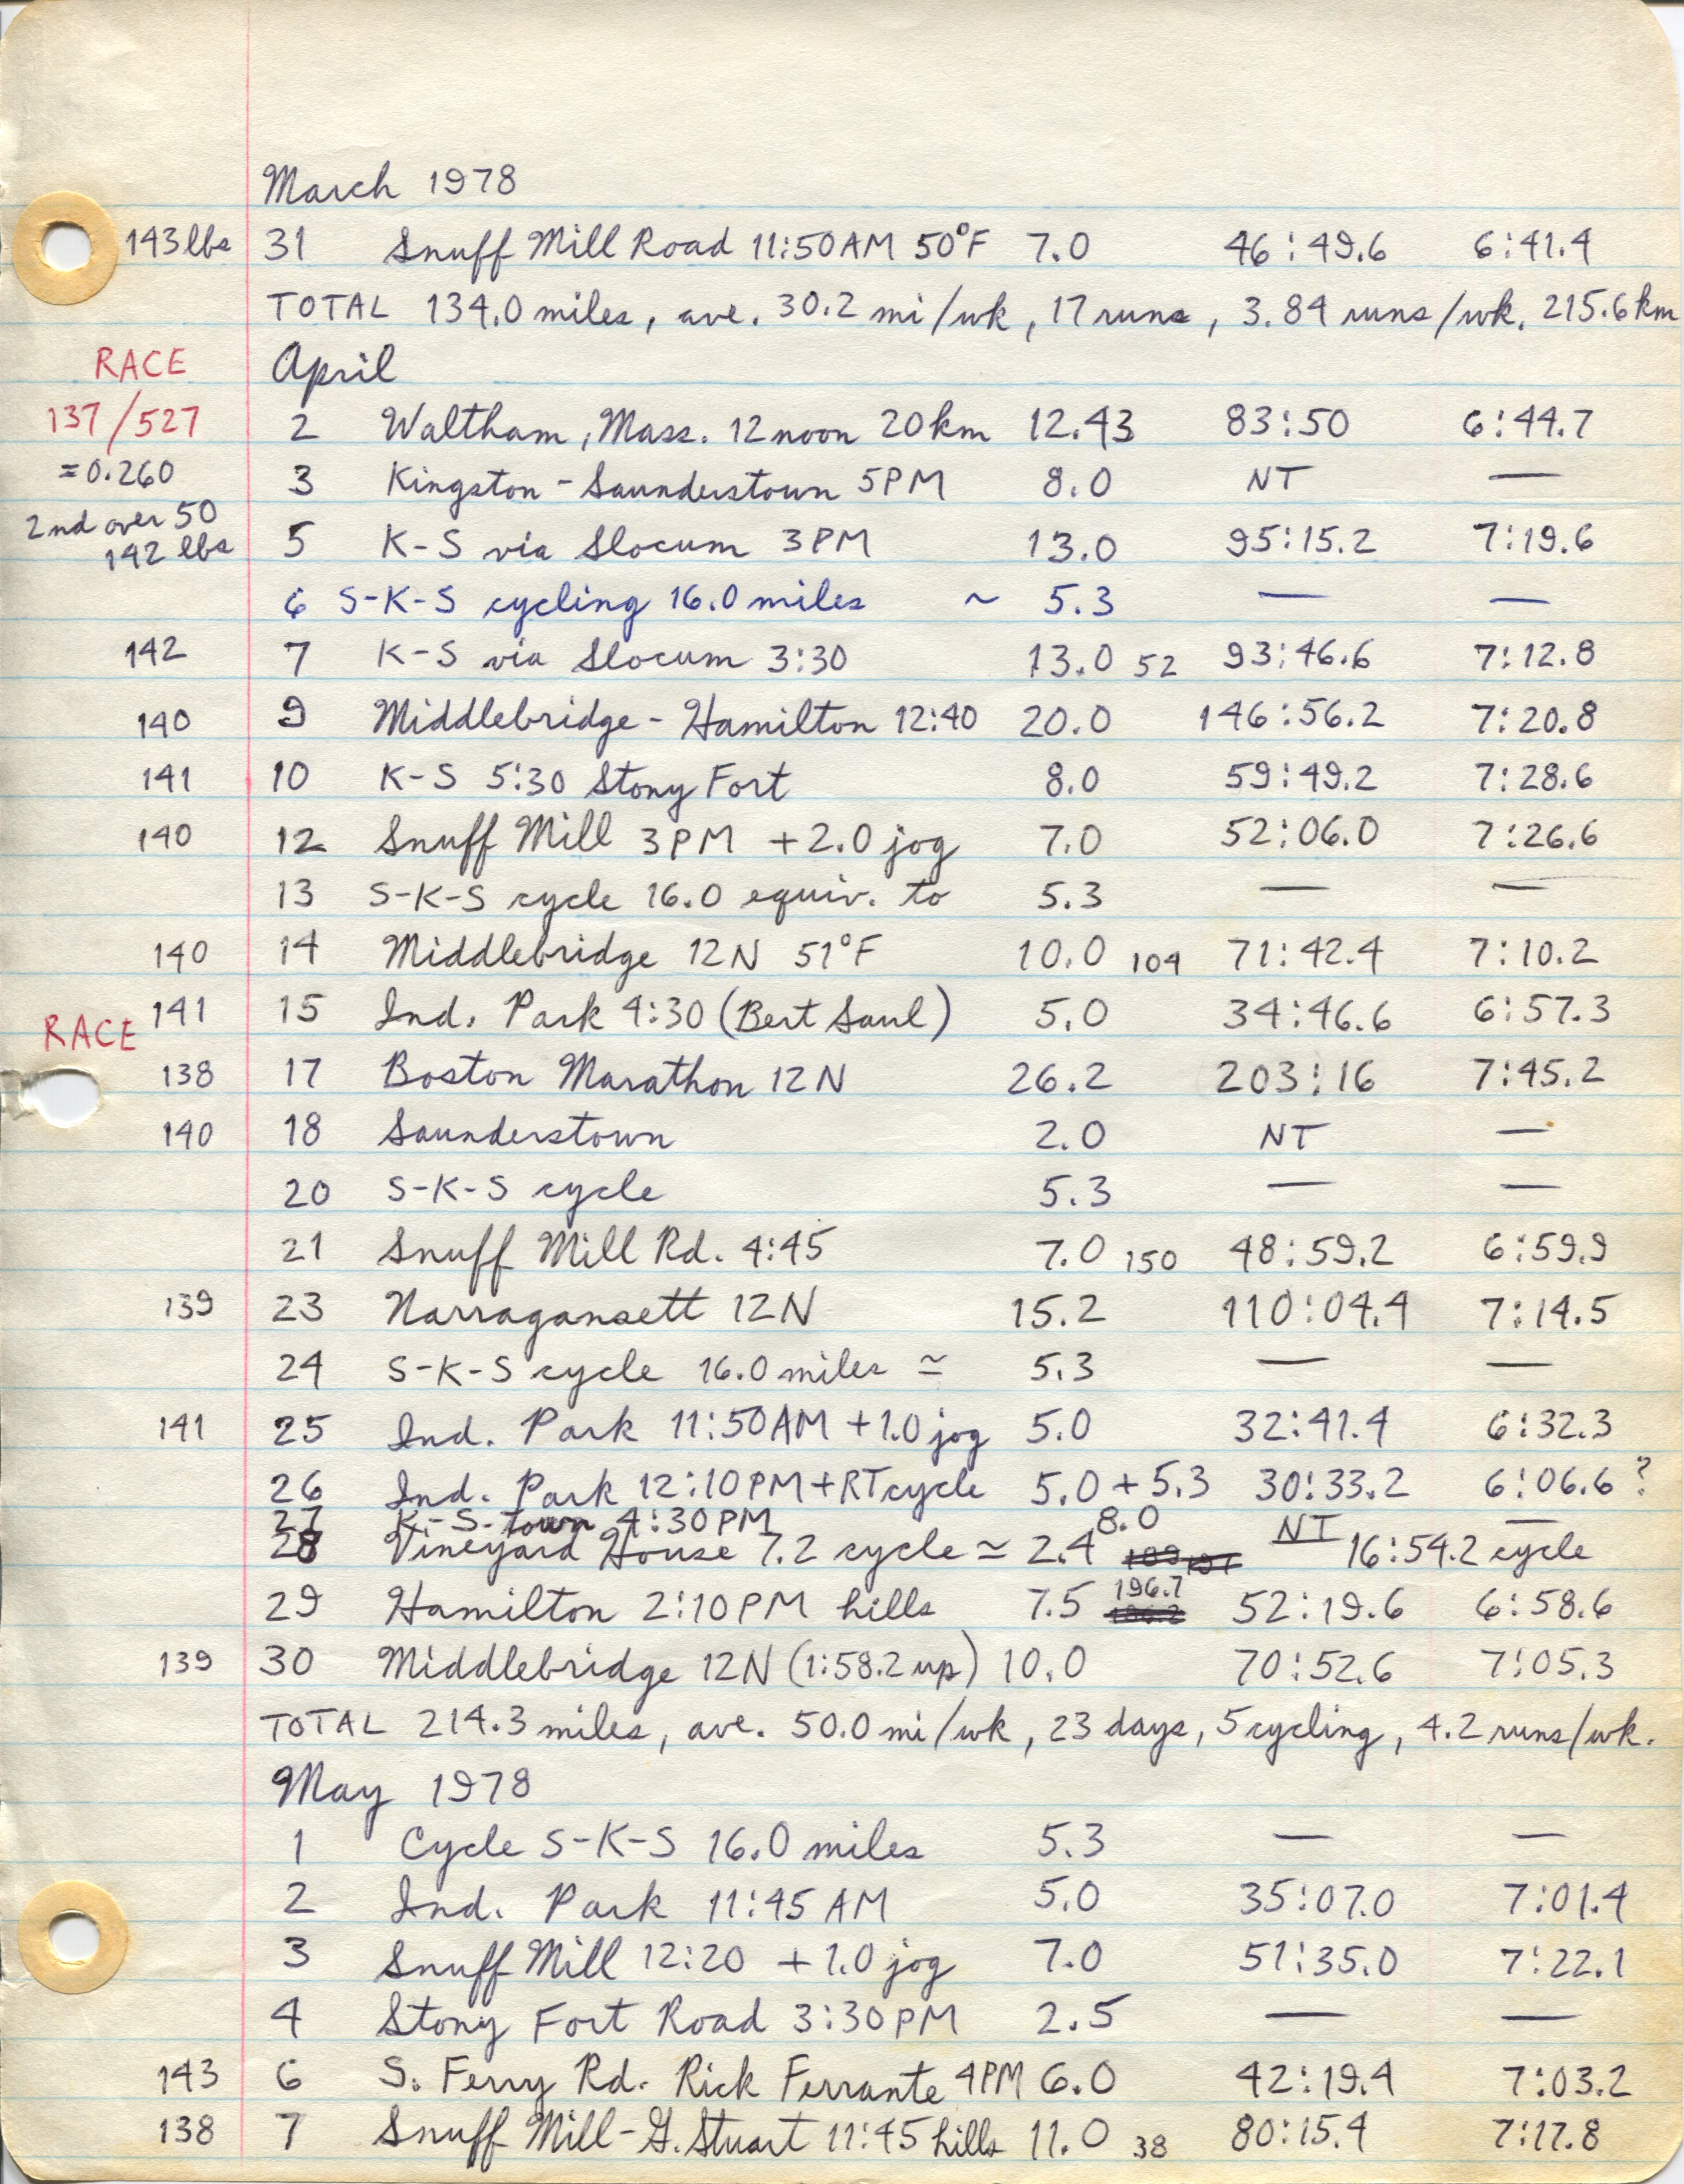 March 1978
143 lbs 31 Snuff Mill Road 11:50 AM 50°F 7.0 46:49.6 6:41.4
TOTAL 134.0 miles, ave. 30.2 mi/wk, 17 runs, 3.84 runs/wk. 215.6 km
RACE April
137/527 2 Waltham, Mass. 12 noon 20 km 12.43 83:50 6:44.7
=0.260 3 Kingston-Saunderstown 5PM 8.0 NT —
2nd over 50
142 lbs 5 K-S via Slocum 3PM 13.0 95:15.2 7:19.6
6 S-K-S cycling 16.0 miles ~ 5.3 — —
142 7 K-S via Slocum 3:30 13.0 52 93:46.6 7:12.8
140 9 Middlebridge-Hamilton 12:40 20.0 146:56.2 7:20.8
141 10 K-S 5:30 Stony Fort 8.0 59:49.2 7:28.6
140 12 Snuff Mill 3PM +2.0 jog 7.0 52:06.0 7:26.6
13 S-K-S cycle 16.0 equiv. to 5.3 — —
140 14 Middlebridge 12N 51°F 10.0 104 71:42.4 7:10.2
141 15 Ind. Park 4:30 (Bert Saul) 5.0 34:46.6 6:57.3
RACE
138 17 Boston Marathon 12N 26.2 203:16 7:45.2
140 18 Saunderstown 2.0 NT —
20 S-K-S cycle 5.3 — —
21 Snuff Mill Rd. 4:45 7.0 150 48:59.2 6:59.9
139 23 Narragansett 12N 15.2 110:04.4 7:14.5
24 S-K-S cycle 16.0 miles ≃ 5.3 — —
141 25 Ind. Park 11:50 AM +1.0 jog 5.0 32:41.4 6:32.3
26 Ind. Park 12:10PM+RT cycle 5.0+5.3 30:33.2 6:06.6 ?
27 K-S-town 4:30PM 8.0 NT —
28 Vineyard House 7.2 cycle ≃ 2.4 16:54.2 cycle
29 Hamilton 2:10PM hills 7.5 196.7 52:19.6 6:58.6
139 30 Middlebridge 12N (1:58.2 up) 10.0 70:52.6 7:05.3
TOTAL 214.3 miles, ave. 50.0 mi/wk, 23 days, 5 cycling, 4.2 runs/wk.
May 1978
1 Cycle S-K-S 16.0 miles 5.3 — —
2 Ind. Park 11:45 AM 5.0 35:07.0 7:01.4
3 Snuff Mill 12:20 +1.0 jog 7.0 51:35.0 7:22.1
4 Stony Fort Road 3:30PM 2.5 — —
143 6 S. Ferry Rd. Rick Ferrante 4PM 6.0 42:19.4 7:03.2
138 7 Snuff Mill-G. Stuart 11:45 hills 11.0 38 80:15.4 7:17.8